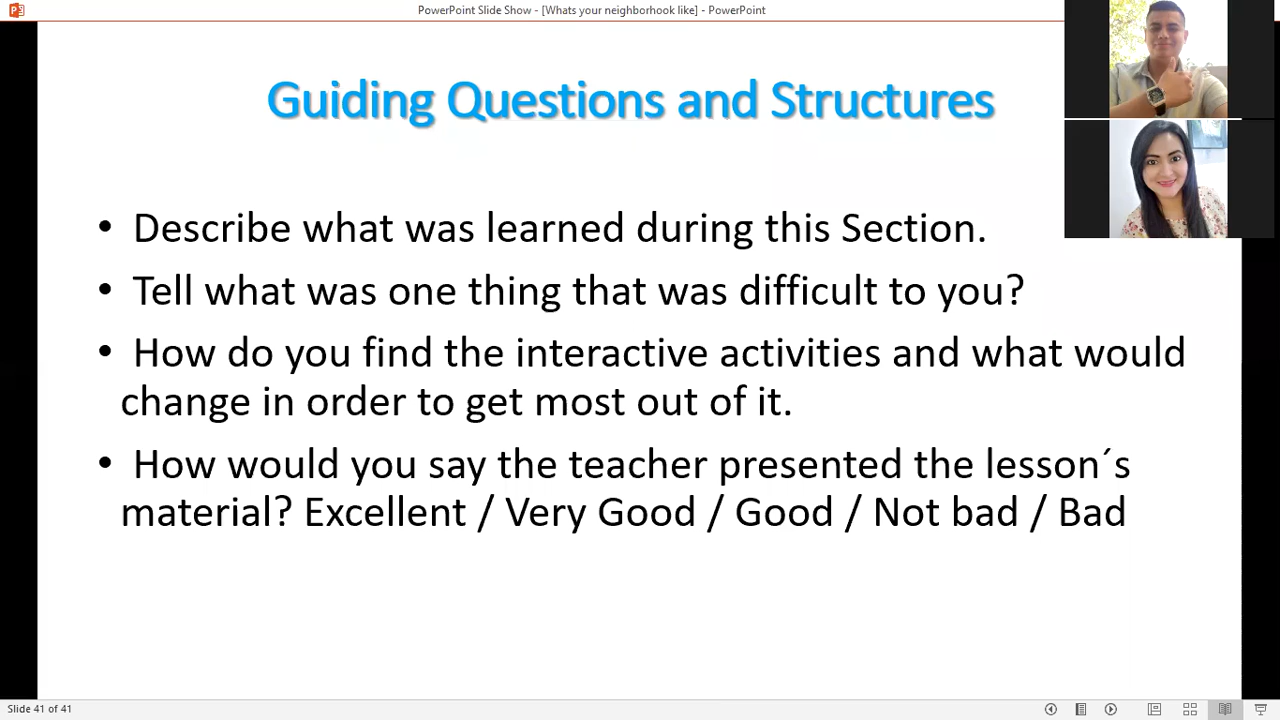 PowerPoint Slide Show - [Whats your neighborhook like] - PowerPoint
Guiding Questions and Structures
• Describe what was learned during this Section.
• Tell what was one thing that was difficult to you?
• How do you find the interactive activities and what would
change in order to get most out of it.
• How would you say the teacher presented the lesson´s
material? Excellent / Very Good / Good / Not bad / Bad
Slide 41 of 41